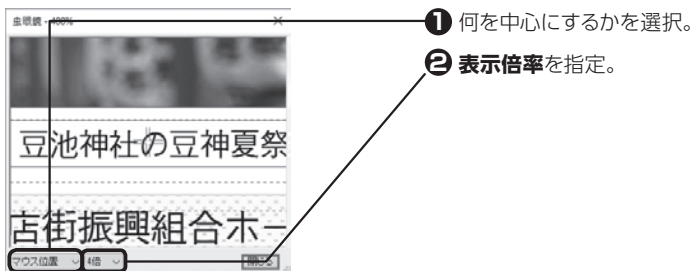 虫眼鏡 - 400%
❶ 何を中心にするかを選択。
❷ 表示倍率を指定。
豆池神社の豆神夏祭
店街振興組合ホー
マウス位置 4倍 閉じる